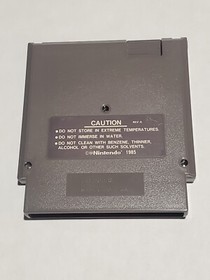 CAUTION
• DO NOT STORE IN EXTREME TEMPERATURES.
• DO NOT IMMERSE IN WATER.
• DO NOT CLEAN WITH BENZENE, THINNER,
ALCOHOL OR OTHER SUCH SOLVENTS.
©Nintendo® 1985